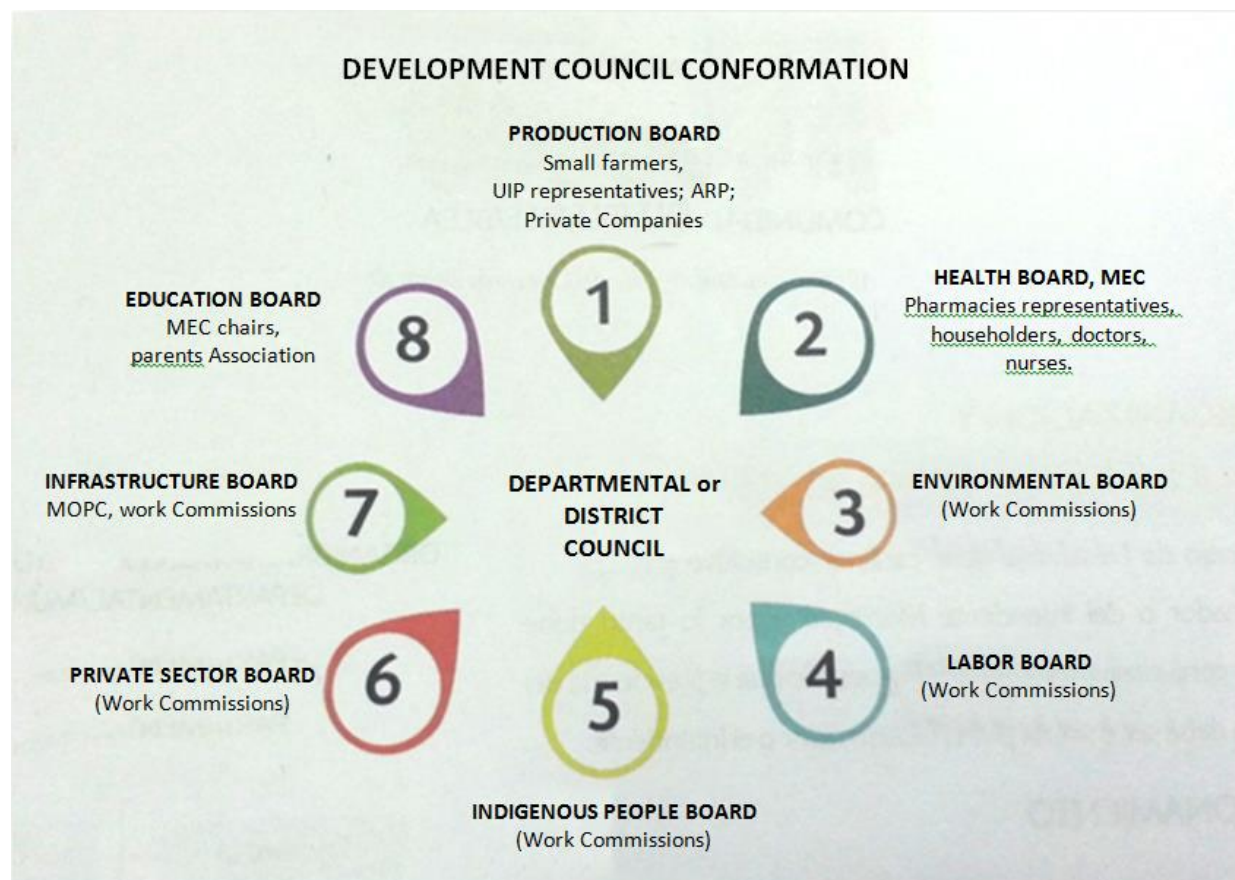 DEVELOPMENT COUNCIL CONFORMATION
PRODUCTION BOARD
Small farmers,
UIP representatives; ARP;
Private Companies
1
HEALTH BOARD, MEC
Pharmacies representatives,
householders, doctors,
nurses.
2
ENVIRONMENTAL BOARD
(Work Commissions)
3
LABOR BOARD
(Work Commissions)
4
INDIGENOUS PEOPLE BOARD
(Work Commissions)
5
PRIVATE SECTOR BOARD
(Work Commissions)
6
INFRASTRUCTURE BOARD
MOPC, work Commissions
7
EDUCATION BOARD
MEC chairs,
parents Association
8
DEPARTMENTAL or
DISTRICT
COUNCIL